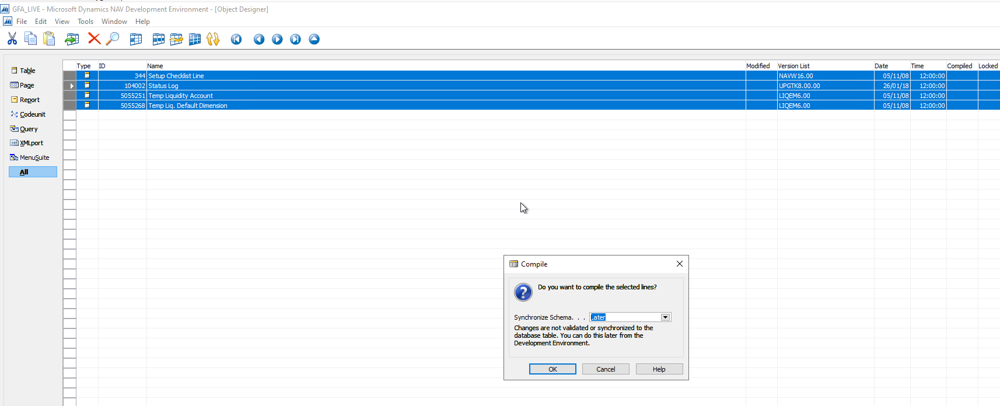 GFA_LIVE - Microsoft Dynamics NAV Development Environment - [Object Designer]
File Edit View Tools Window Help
Type ID Name Modified Version List Date Time Compiled Locked
344 Setup Checklist Line NAVW16.00 05/11/08 12:00:00
104002 Status Log UPGTK8.00.00 26/01/18 12:00:00
5055251 Temp Liquidity Account LIQEM6.00 05/11/08 12:00:00
5055268 Temp Liq. Default Dimension LIQEM6.00 05/11/08 12:00:00
Table
Page
Report
Codeunit
Query
XMLport
MenuSuite
All
Compile
Do you want to compile the selected lines?
Synchronize Schema. . . Later
Changes are not validated or synchronized to the
database table. You can do this later from the
Development Environment.
OK Cancel Help